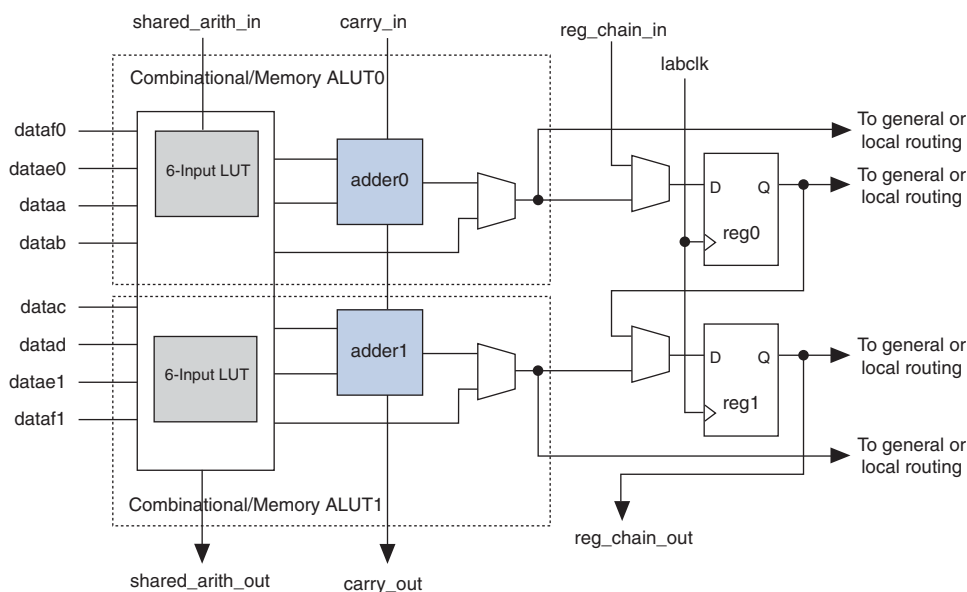 shared_arith_in
carry_in
reg_chain_in
labclk
Combinational/Memory ALUT0
dataf0
datae0
dataa
datab
6-Input LUT
adder0
D Q
reg0
To general or
local routing
To general or
local routing
datac
datad
datae1
dataf1
6-Input LUT
adder1
D Q
reg1
To general or
local routing
To general or
local routing
Combinational/Memory ALUT1
reg_chain_out
shared_arith_out
carry_out